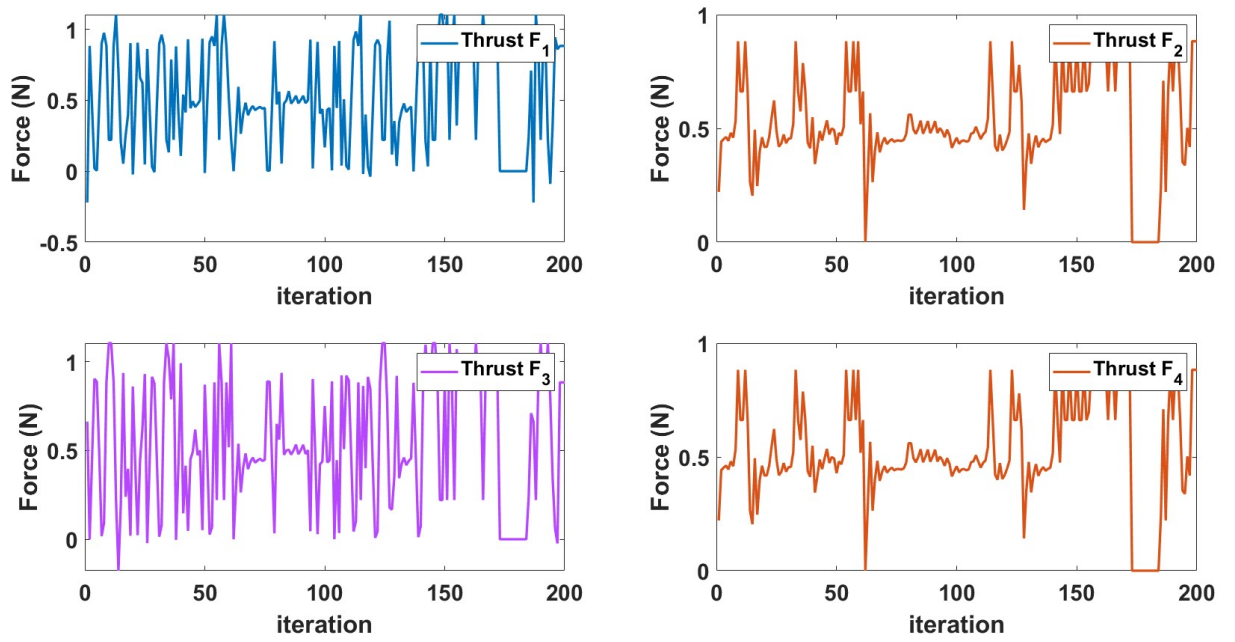 Force (N)
1
0.5
0
-0.5
Thrust F1
0 50 100 150 200
iteration
Force (N)
1
0.5
0
Thrust F2
0 50 100 150 200
iteration
Force (N)
1
0.5
0
Thrust F3
0 50 100 150 200
iteration
Force (N)
1
0.5
0
Thrust F4
0 50 100 150 200
iteration